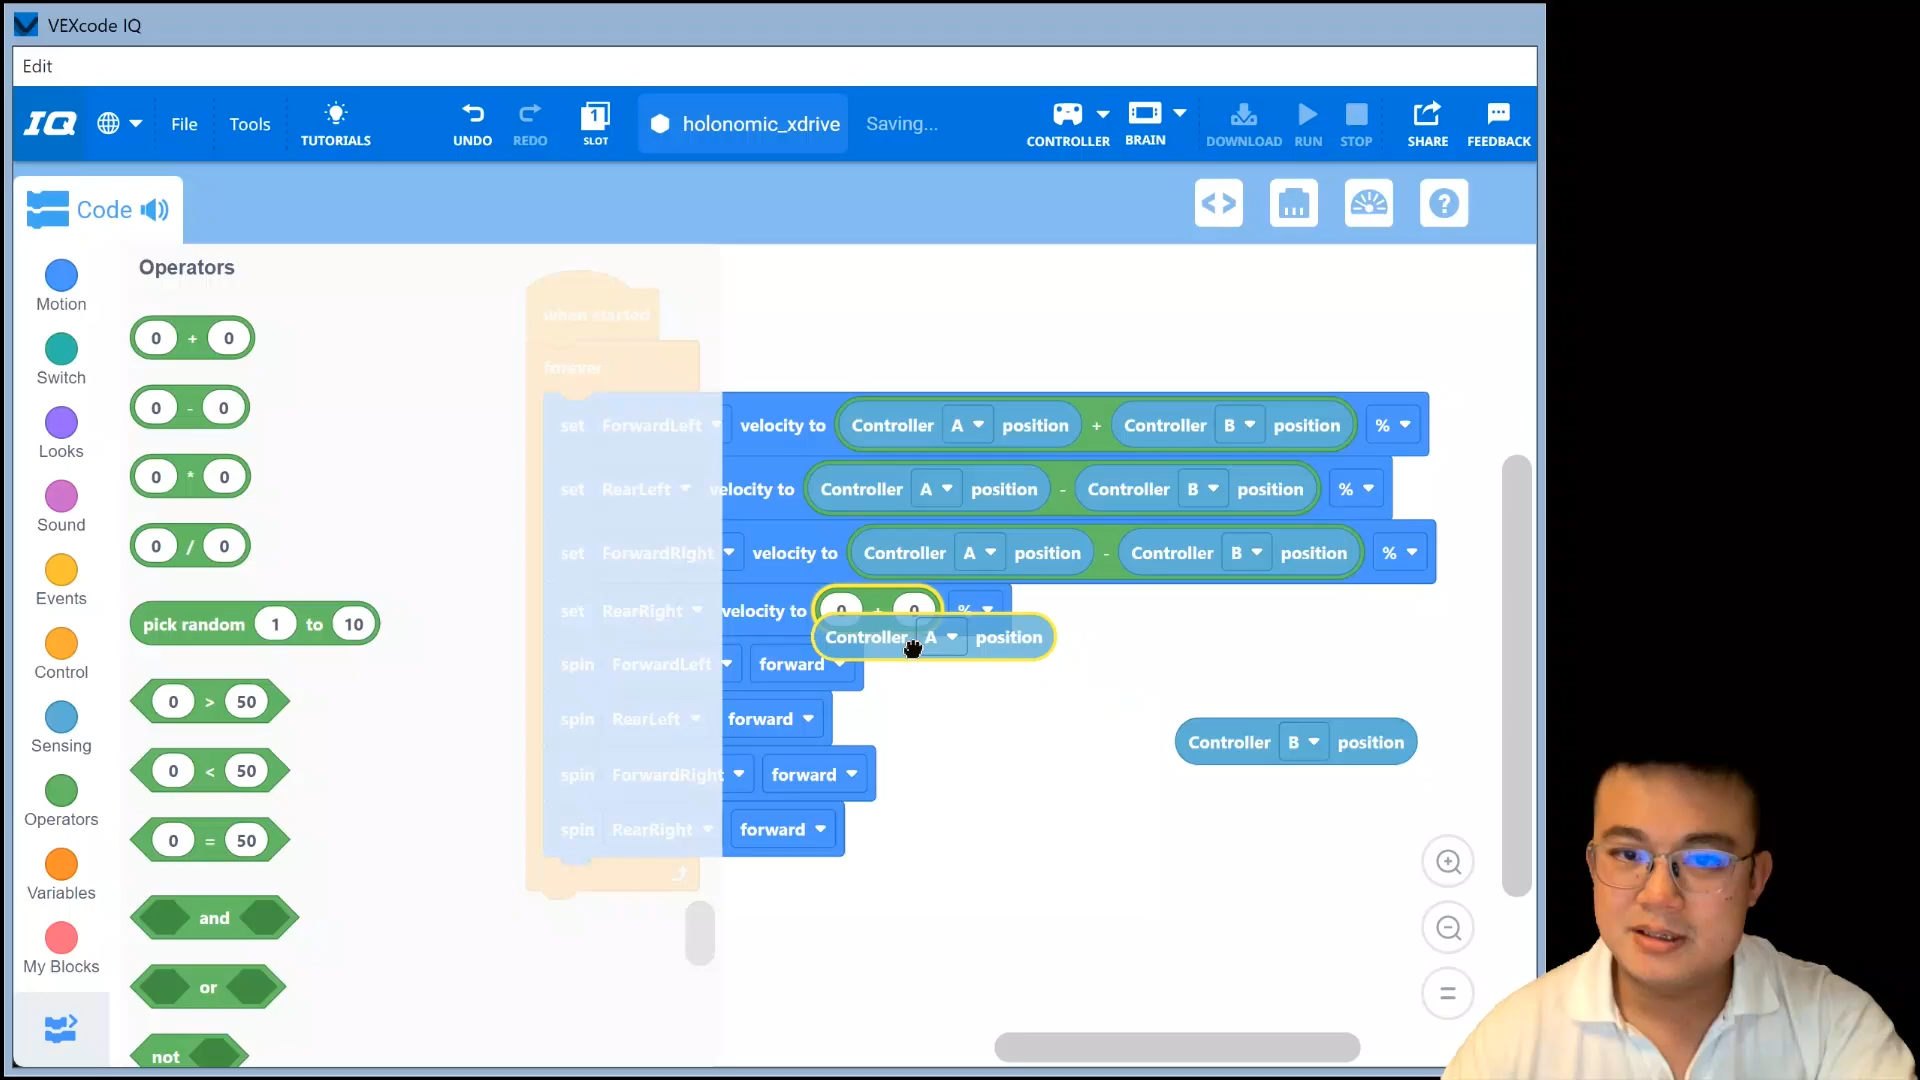 VEXcode IQ
Edit
IQ File Tools TUTORIALS UNDO REDO 1 SLOT holonomic_xdrive Saving... CONTROLLER BRAIN DOWNLOAD RUN STOP SHARE FEEDBACK
Code
Motion
Switch
Looks
Sound
Events
Control
Sensing
Operators
Variables
My Blocks
Operators
0 + 0
0 - 0
0 * 0
0 / 0
pick random 1 to 10
0 > 50
0 < 50
0 = 50
and
or
not
when started
forever
set ForwardLeft velocity to Controller A position + Controller B position %
set RearLeft velocity to Controller A position - Controller B position %
set ForwardRight velocity to Controller A position - Controller B position %
set RearRight velocity to 0 + 0 %
Controller A position
spin ForwardLeft forward
spin RearLeft forward
spin ForwardRight forward
spin RearRight forward
Controller B position